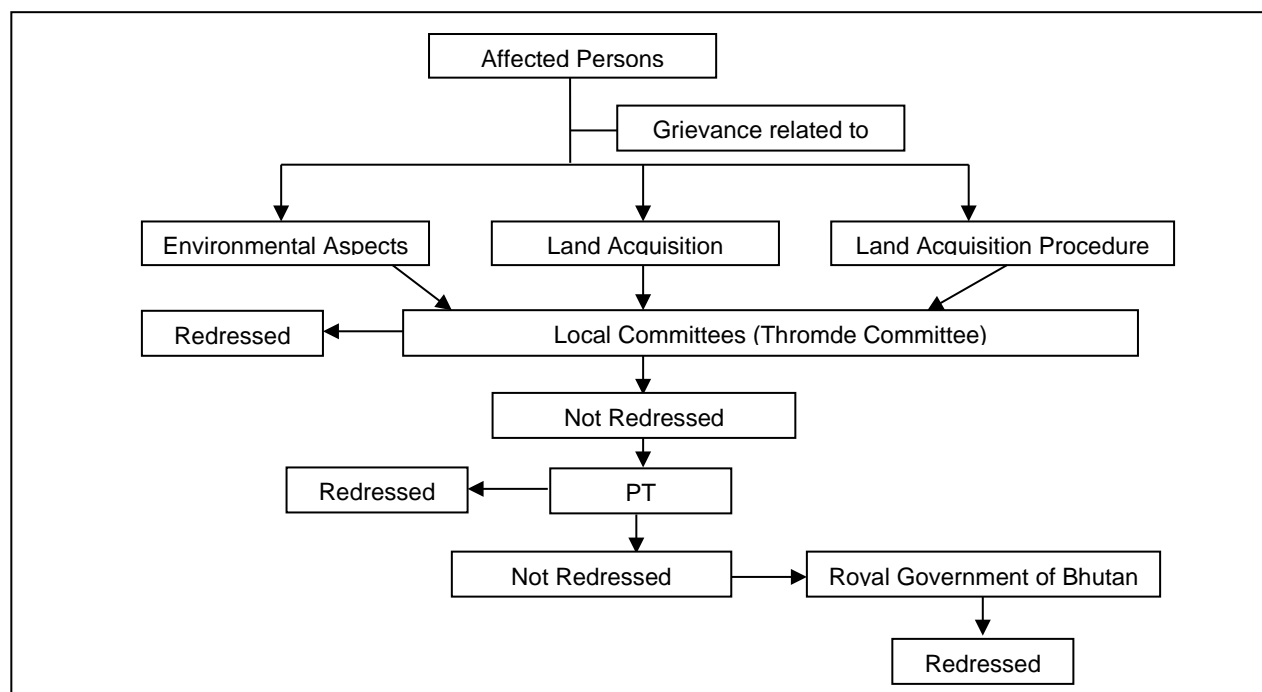 Affected Persons
Grievance related to
Environmental Aspects
Land Acquisition
Land Acquisition Procedure
Redressed
Local Committees (Thromde Committee)
Not Redressed
Redressed
PT
Not Redressed
Royal Government of Bhutan
Redressed